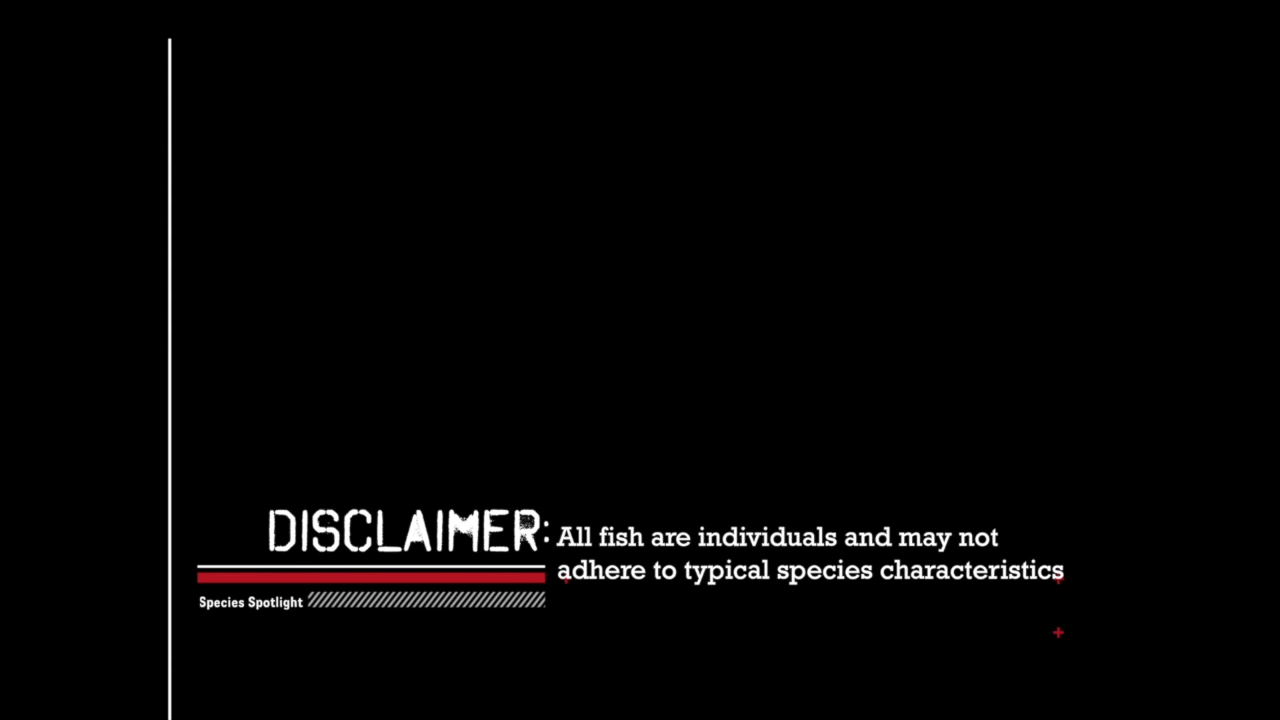 DISCLAIMER: All fish are individuals and may not
adhere to typical species characteristics
Species Spotlight